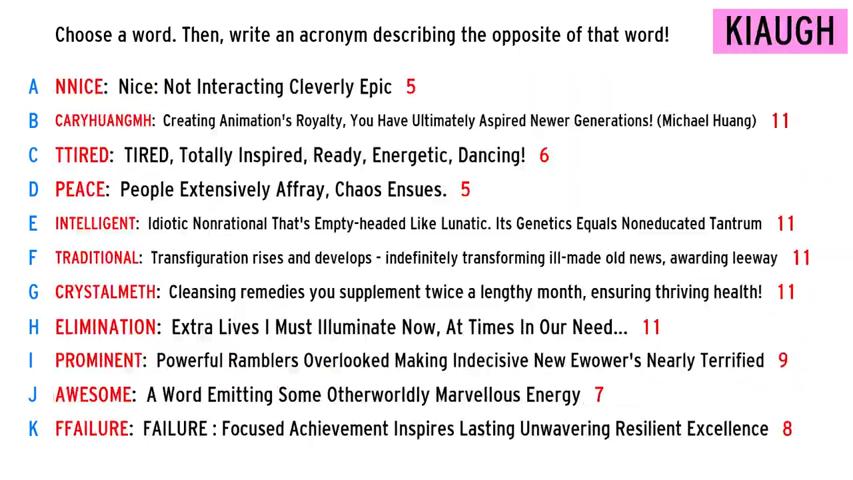 Choose a word. Then, write an acronym describing the opposite of that word! KIAUGH
A NNICE: Nice: Not Interacting Cleverly Epic 5
B CARYHUANGMH: Creating Animation's Royalty, You Have Ultimately Aspired Newer Generations! (Michael Huang) 11
C TTIRED: TIRED, Totally Inspired, Ready, Energetic, Dancing! 6
D PEACE: People Extensively Affray, Chaos Ensues. 5
E INTELLIGENT: Idiotic Nonrational That's Empty-headed Like Lunatic. Its Genetics Equals Noneducated Tantrum 11
F TRADITIONAL: Transfiguration rises and develops - indefinitely transforming ill-made old news, awarding leeway 11
G CRYSTALMETH: Cleansing remedies you supplement twice a lengthy month, ensuring thriving health! 11
H ELIMINATION: Extra Lives I Must Illuminate Now, At Times In Our Need... 11
I PROMINENT: Powerful Ramblers Overlooked Making Indecisive New Ewower's Nearly Terrified 9
J AWESOME: A Word Emitting Some Otherworldly Marvellous Energy 7
K FFAILURE: FAILURE : Focused Achievement Inspires Lasting Unwavering Resilient Excellence 8